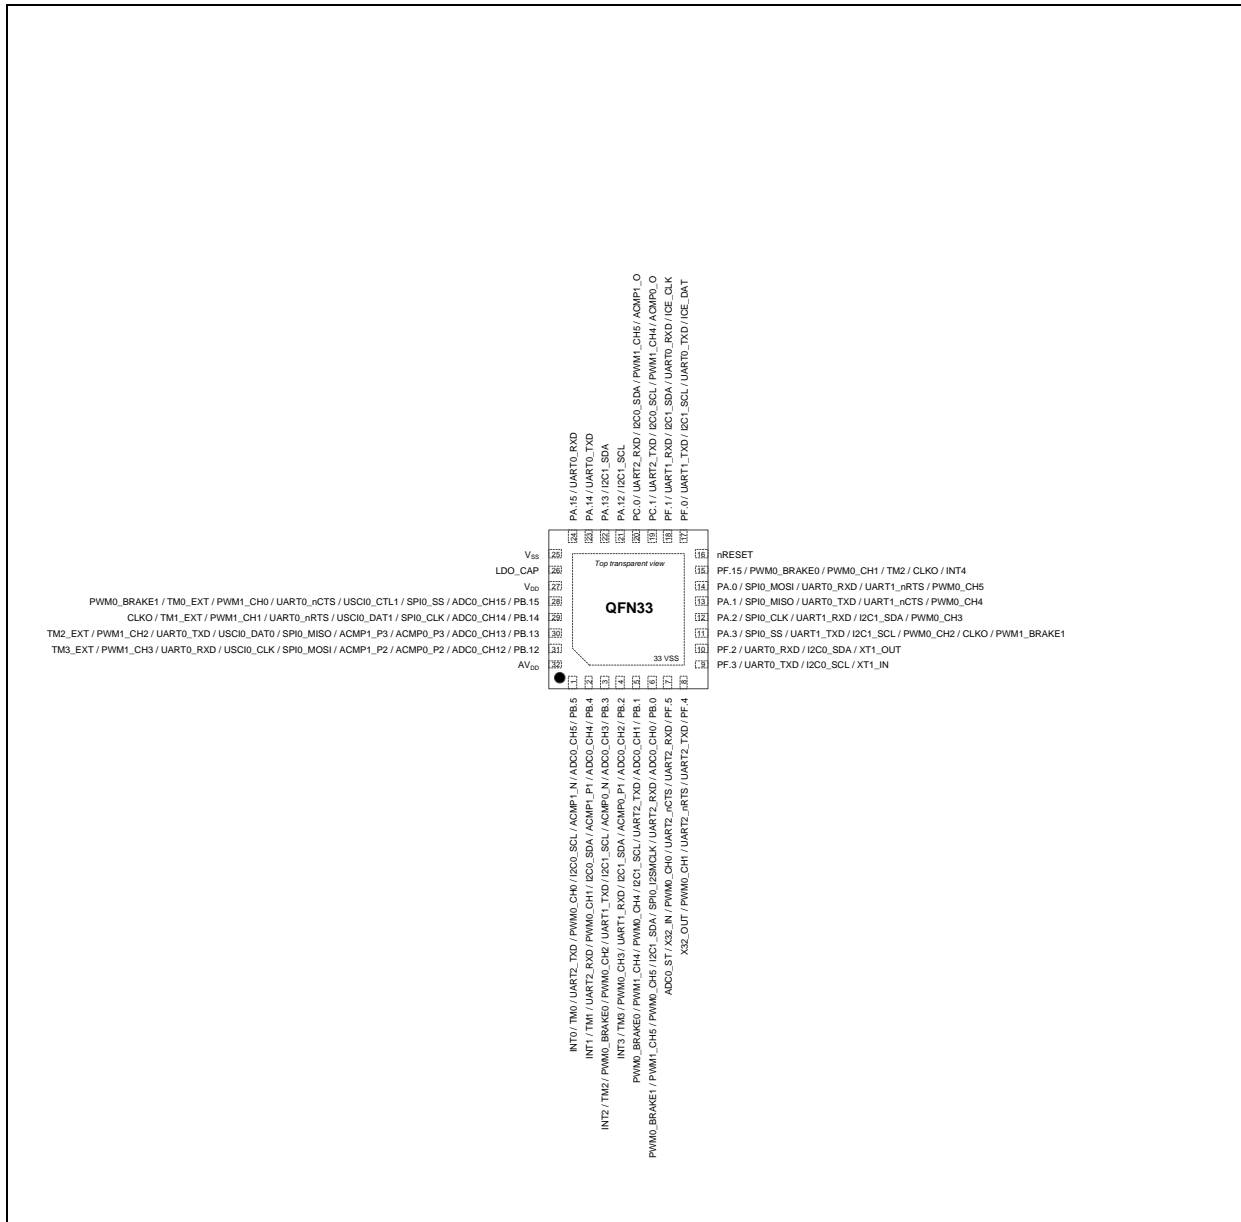 PA.15 / UART0_RXD
PA.14 / UART0_TXD
PA.13 / I2C1_SDA
PA.12 / I2C1_SCL
PC.0 / UART2_RXD / I2C0_SDA / PWM1_CH5 / ACMP1_O
PC.1 / UART2_TXD / I2C0_SCL / PWM1_CH4 / ACMP0_O
PF.1 / UART1_RXD / I2C1_SDA / UART0_RXD / ICE_CLK
PF.0 / UART1_TXD / I2C1_SCL / UART0_TXD / ICE_DAT
24 23 22 21 20 19 18 17
VSS 25
LDO_CAP 26
VDD 27
PWM0_BRAKE1 / TM0_EXT / PWM1_CH0 / UART0_nCTS / USCI0_CTL1 / SPI0_SS / ADC0_CH15 / PB.15 28
CLKO / TM1_EXT / PWM1_CH1 / UART0_nRTS / USCI0_DAT1 / SPI0_CLK / ADC0_CH14 / PB.14 29
TM2_EXT / PWM1_CH2 / UART0_TXD / USCI0_DAT0 / SPI0_MISO / ACMP1_P3 / ACMP0_P3 / ADC0_CH13 / PB.13 30
TM3_EXT / PWM1_CH3 / UART0_RXD / USCI0_CLK / SPI0_MOSI / ACMP1_P2 / ACMP0_P2 / ADC0_CH12 / PB.12 31
AVDD 32
Top transparent view
QFN33
33 VSS
16 nRESET
15 PF.15 / PWM0_BRAKE0 / PWM0_CH1 / TM2 / CLKO / INT4
14 PA.0 / SPI0_MOSI / UART0_RXD / UART1_nRTS / PWM0_CH5
13 PA.1 / SPI0_MISO / UART0_TXD / UART1_nCTS / PWM0_CH4
12 PA.2 / SPI0_CLK / UART1_RXD / I2C1_SDA / PWM0_CH3
11 PA.3 / SPI0_SS / UART1_TXD / I2C1_SCL / PWM0_CH2 / CLKO / PWM1_BRAKE1
10 PF.2 / UART0_RXD / I2C0_SDA / XT1_OUT
9 PF.3 / UART0_TXD / I2C0_SCL / XT1_IN
1 2 3 4 5 6 7 8
INT0 / TM0 / UART2_TXD / PWM0_CH0 / I2C0_SCL / ACMP1_N / ADC0_CH5 / PB.5
INT1 / TM1 / UART2_RXD / PWM0_CH1 / I2C0_SDA / ACMP1_P1 / ADC0_CH4 / PB.4
INT2 / TM2 / PWM0_BRAKE0 / PWM0_CH2 / UART1_TXD / I2C1_SCL / ACMP0_N / ADC0_CH3 / PB.3
INT3 / TM3 / PWM0_CH3 / UART1_RXD / I2C1_SDA / ACMP0_P1 / ADC0_CH2 / PB.2
PWM0_BRAKE0 / PWM1_CH4 / PWM0_CH4 / I2C1_SCL / UART2_TXD / ADC0_CH1 / PB.1
PWM0_BRAKE1 / PWM1_CH5 / PWM0_CH5 / I2C1_SDA / SPI0_I2SMCLK / UART2_RXD / ADC0_CH0 / PB.0
ADC0_ST / X32_IN / PWM0_CH0 / UART2_nCTS / UART2_RXD / PF.5
X32_OUT / PWM0_CH1 / UART2_nRTS / UART2_TXD / PF.4